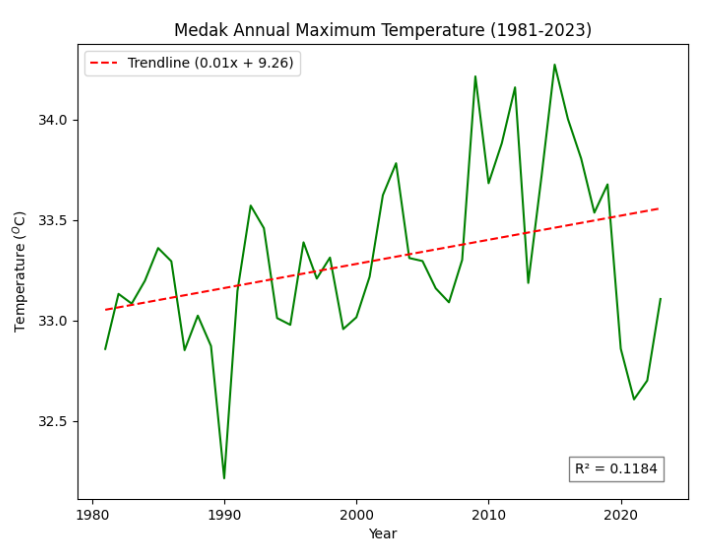 Medak Annual Maximum Temperature (1981-2023)
Trendline (0.01x + 9.26)
34.0
33.5
33.0
32.5
Temperature (°C)
R² = 0.1184
1980 1990 2000 2010 2020
Year